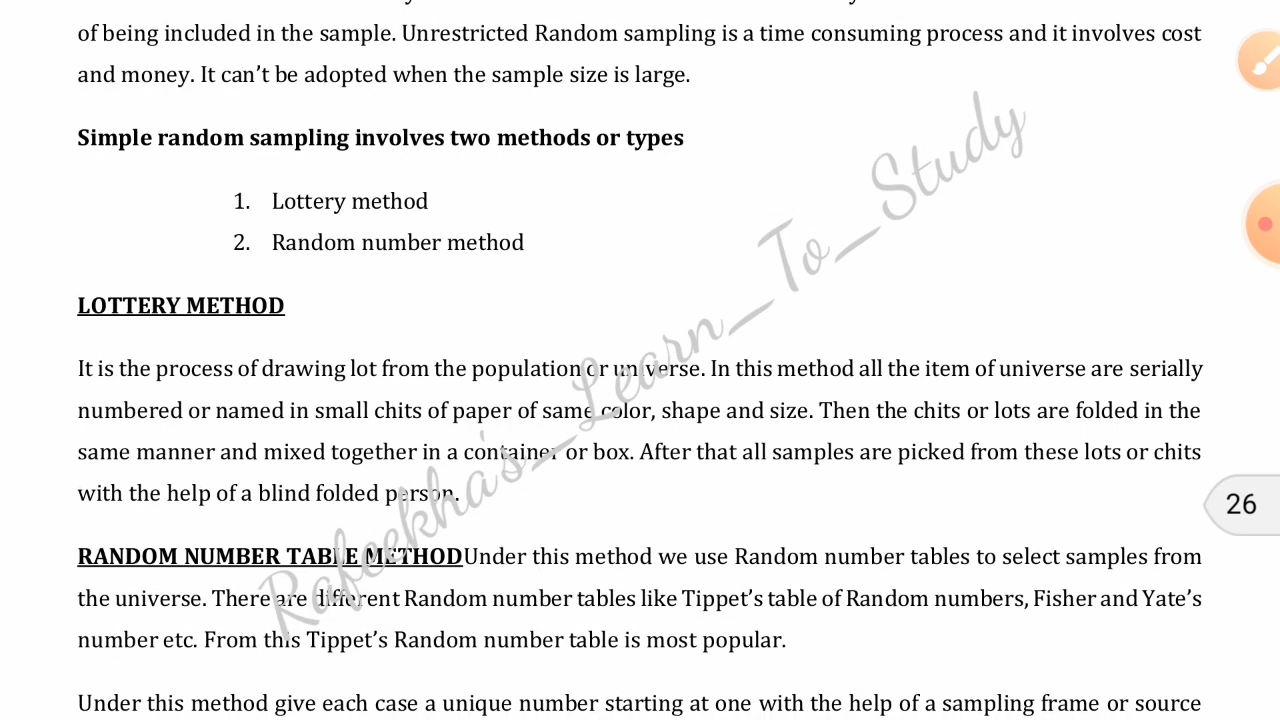 of being included in the sample. Unrestricted Random sampling is a time consuming process and it involves cost
and money. It can’t be adopted when the sample size is large.
Simple random sampling involves two methods or types
1. Lottery method
2. Random number method
LOTTERY METHOD
It is the process of drawing lot from the population or universe. In this method all the item of universe are serially
numbered or named in small chits of paper of same color, shape and size. Then the chits or lots are folded in the
same manner and mixed together in a container or box. After that all samples are picked from these lots or chits
with the help of a blind folded person.
RANDOM NUMBER TABLE METHODUnder this method we use Random number tables to select samples from
the universe. There are different Random number tables like Tippet’s table of Random numbers, Fisher and Yate’s
number etc. From this Tippet’s Random number table is most popular.
Under this method give each case a unique number starting at one with the help of a sampling frame or source
26
Rafeekha's_Learn_To_Study